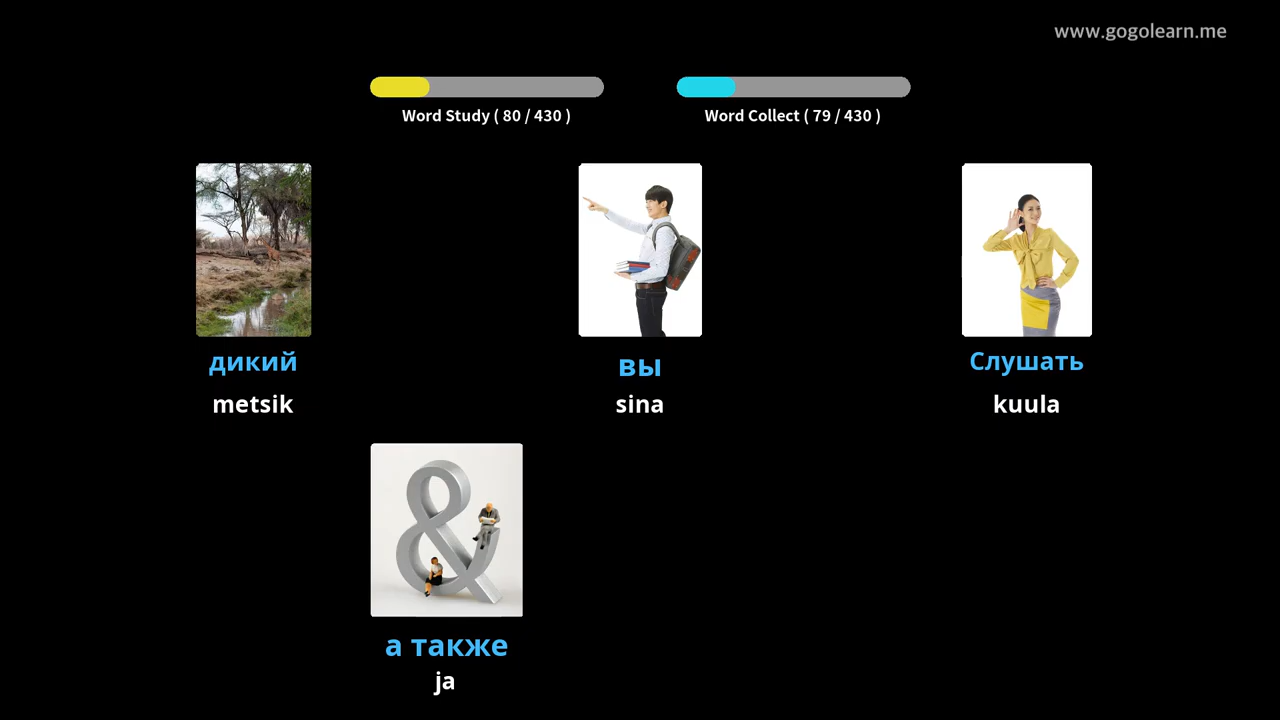 www.gogolearn.me
Word Study ( 80 / 430 )
Word Collect ( 79 / 430 )
дикий
вы
Слушать
metsik
sina
kuula
&
а также
ja